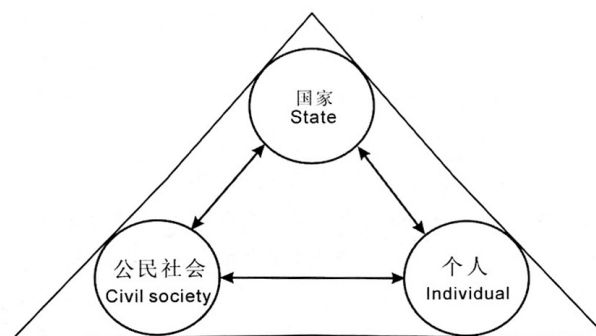 国家
State
公民社会
Civil society
个人
Individual